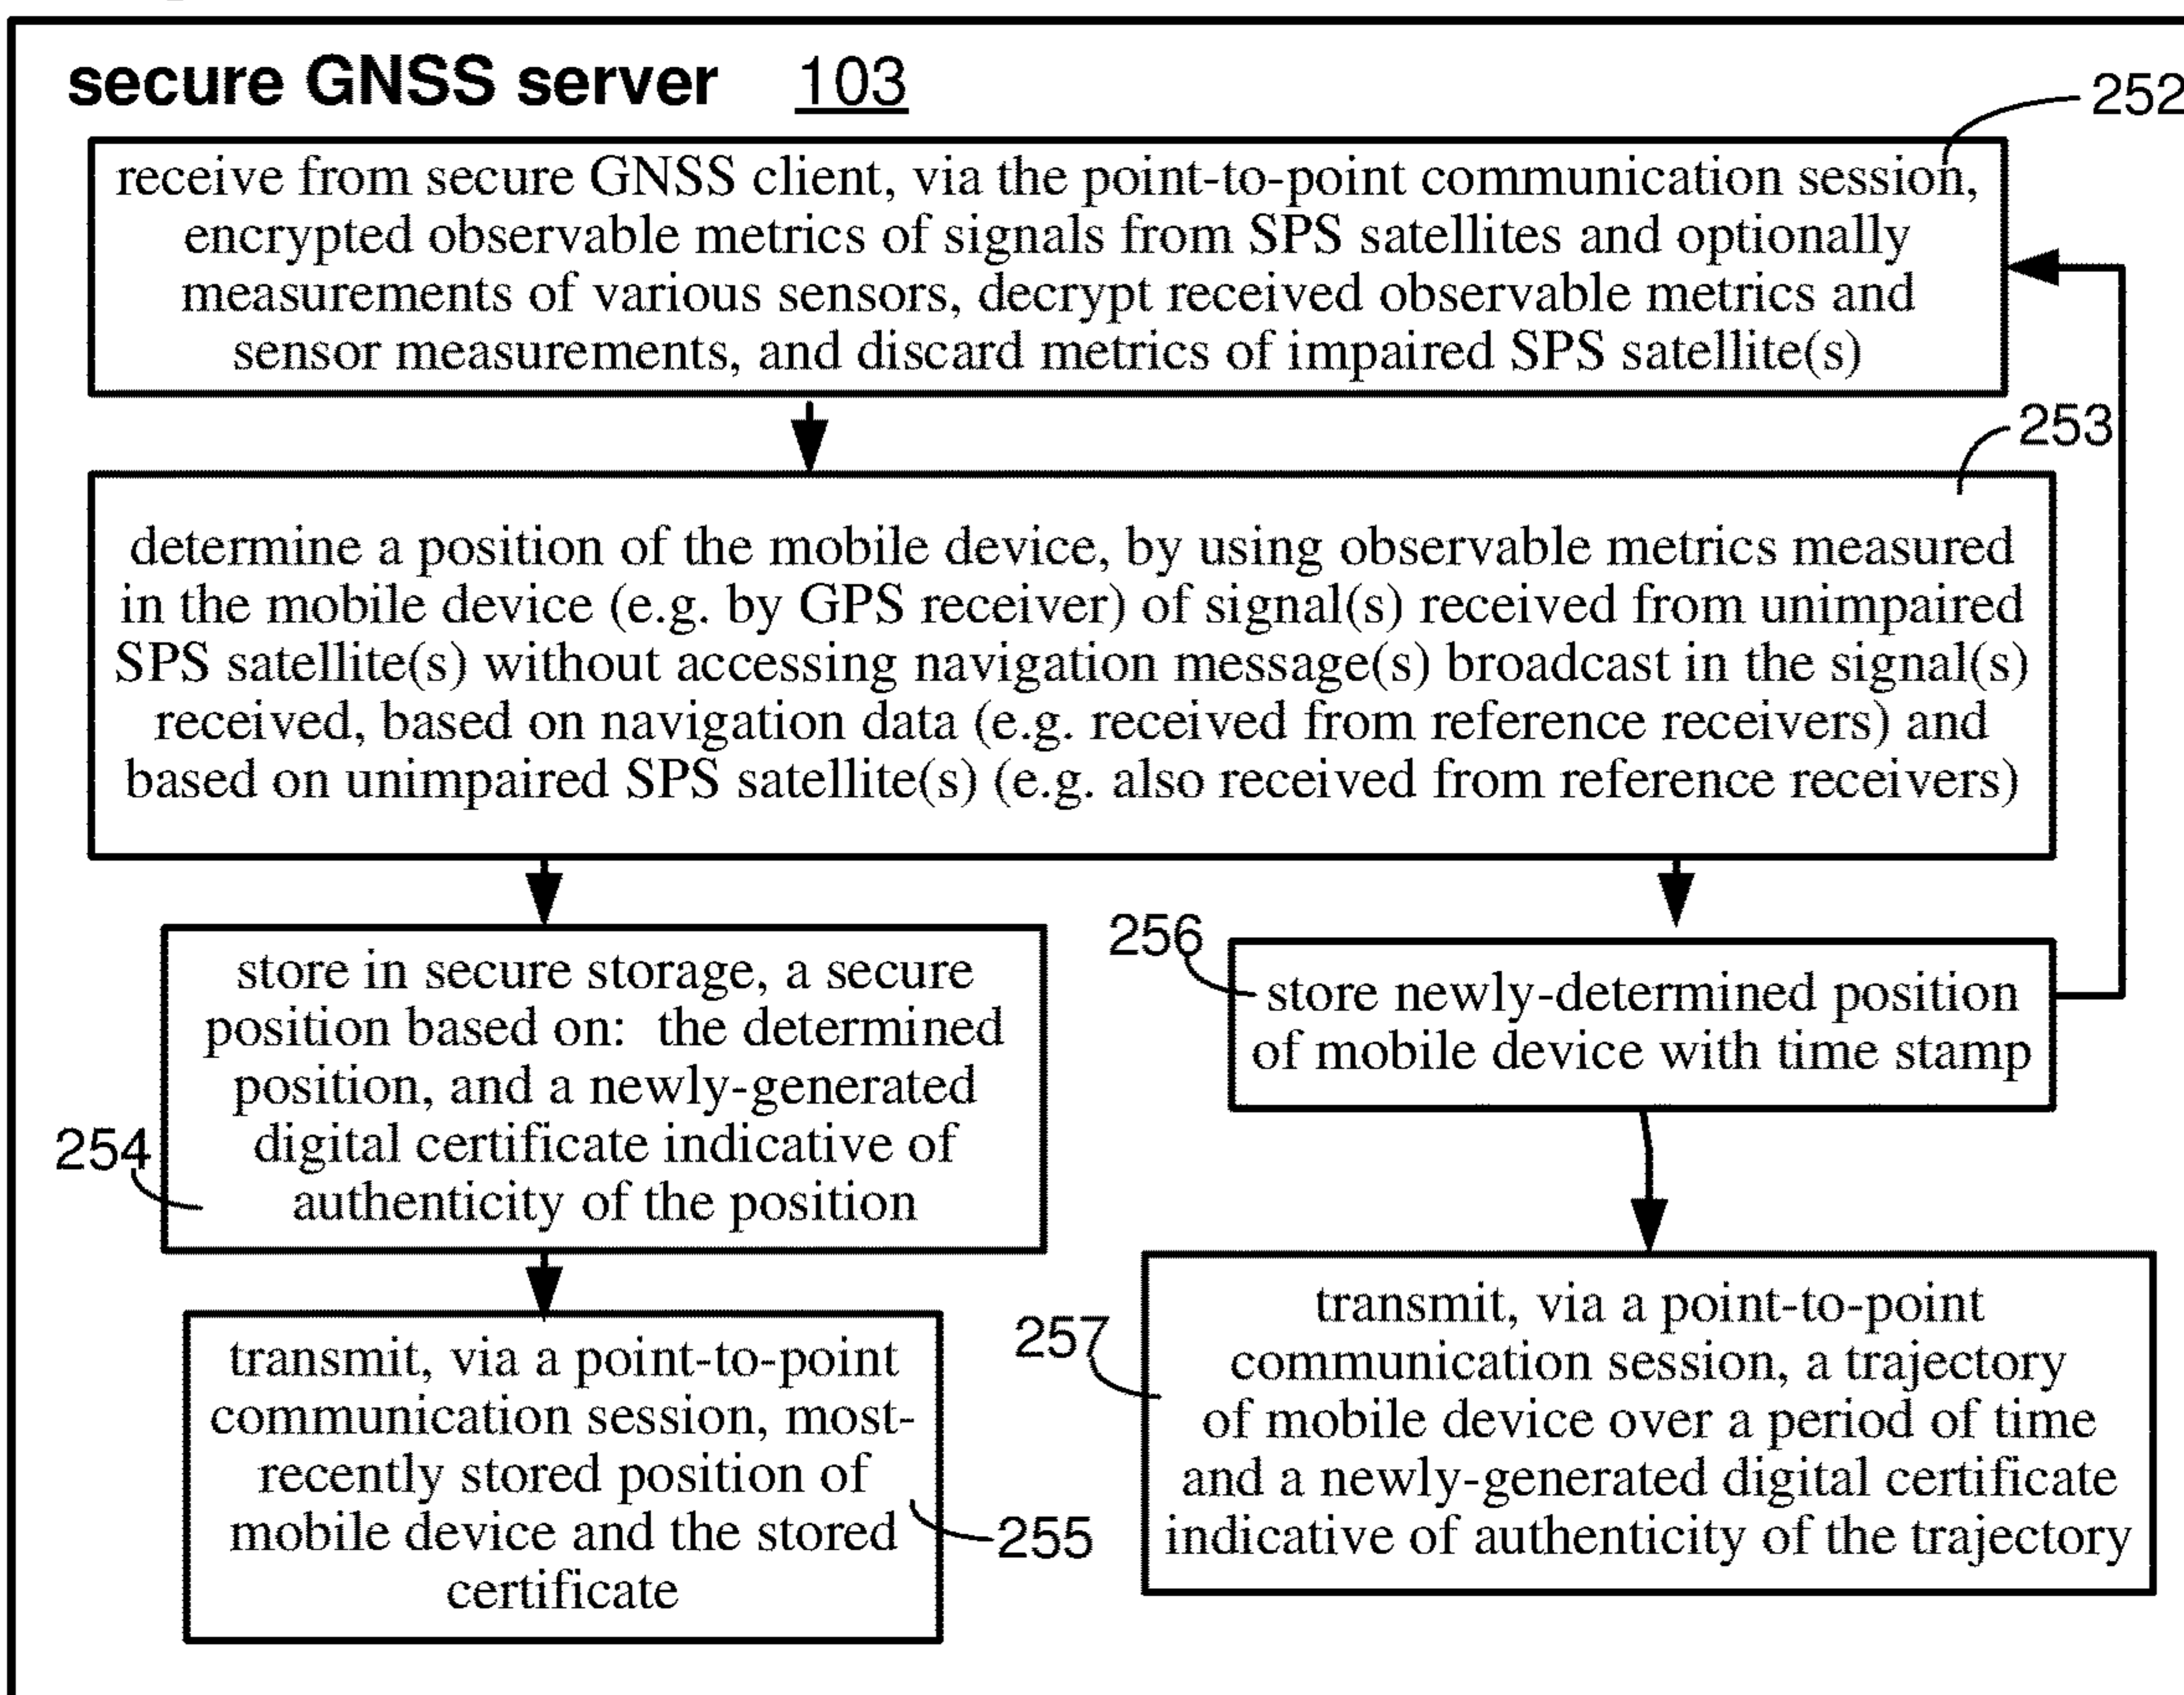 secure GNSS server 103
252
receive from secure GNSS client, via the point-to-point communication session,
encrypted observable metrics of signals from SPS satellites and optionally
measurements of various sensors, decrypt received observable metrics and
sensor measurements, and discard metrics of impaired SPS satellite(s)
253
determine a position of the mobile device, by using observable metrics measured
in the mobile device (e.g. by GPS receiver) of signal(s) received from unimpaired
SPS satellite(s) without accessing navigation message(s) broadcast in the signal(s)
received, based on navigation data (e.g. received from reference receivers) and
based on unimpaired SPS satellite(s) (e.g. also received from reference receivers)
254
store in secure storage, a secure
position based on: the determined
position, and a newly-generated
digital certificate indicative of
authenticity of the position
256
store newly-determined position
of mobile device with time stamp
transmit, via a point-to-point
communication session, most-
recently stored position of
mobile device and the stored
certificate
255
257
transmit, via a point-to-point
communication session, a trajectory
of mobile device over a period of time
and a newly-generated digital certificate
indicative of authenticity of the trajectory